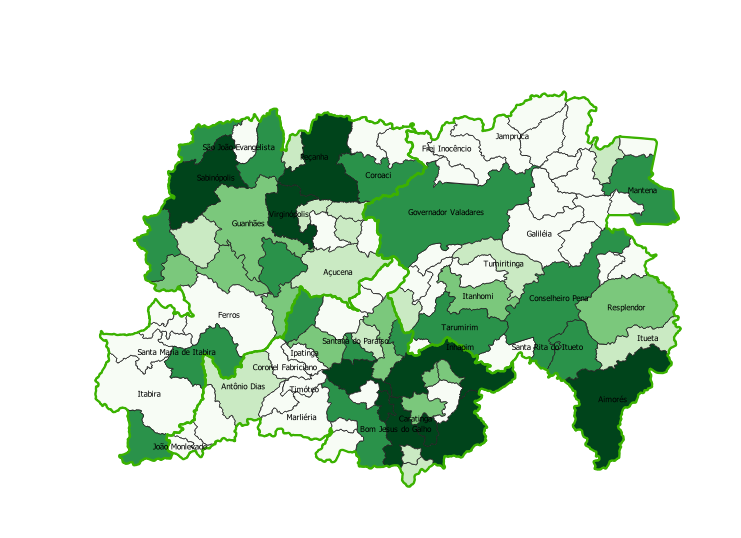 Jampruca
Frei Inocêncio
São João Evangelista
Peçanha
Sabinópolis
Coroaci
Mantena
Virginópolis
Governador Valadares
Guanhães
Galiléia
Tumiritinga
Açucena
Itanhomi
Conselheiro Pena
Resplendor
Ferros
Tarumirim
Santana do Paraíso
Itueta
Inhapim
Santa Rita do Itueto
Santa Maria de Itabira
Ipatinga
Coronel Fabriciano
Antônio Dias
Timóteo
Itabira
Aimorés
Marliéria
Caratinga
Bom Jesus do Galho
João Monlevade